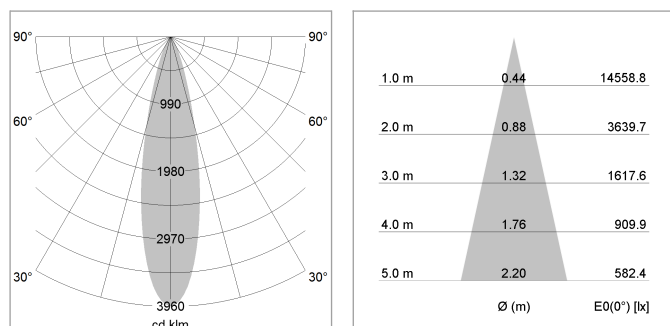 90° 90°
990
60° 60°
1980
2970
30° 30°
3960
cd klm
1.0 m 0.44 14558.8
2.0 m 0.88 3639.7
3.0 m 1.32 1617.6
4.0 m 1.76 909.9
5.0 m 2.20 582.4
Ø (m) E0(0°) [lx]